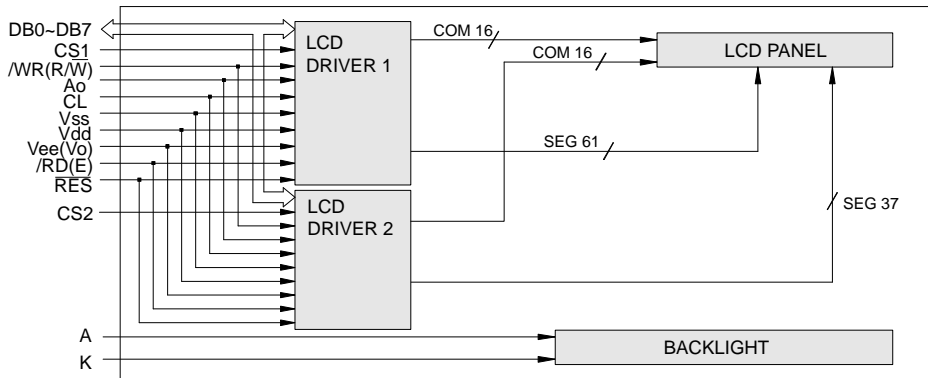 DB0~DB7
CS1
/WR(R/W)
Ao
CL
Vss
Vdd
Vee(Vo)
/RD(E)
RES
CS2
A
K
LCD
DRIVER 1
LCD
DRIVER 2
COM 16
COM 16
SEG 61
SEG 37
LCD PANEL
BACKLIGHT